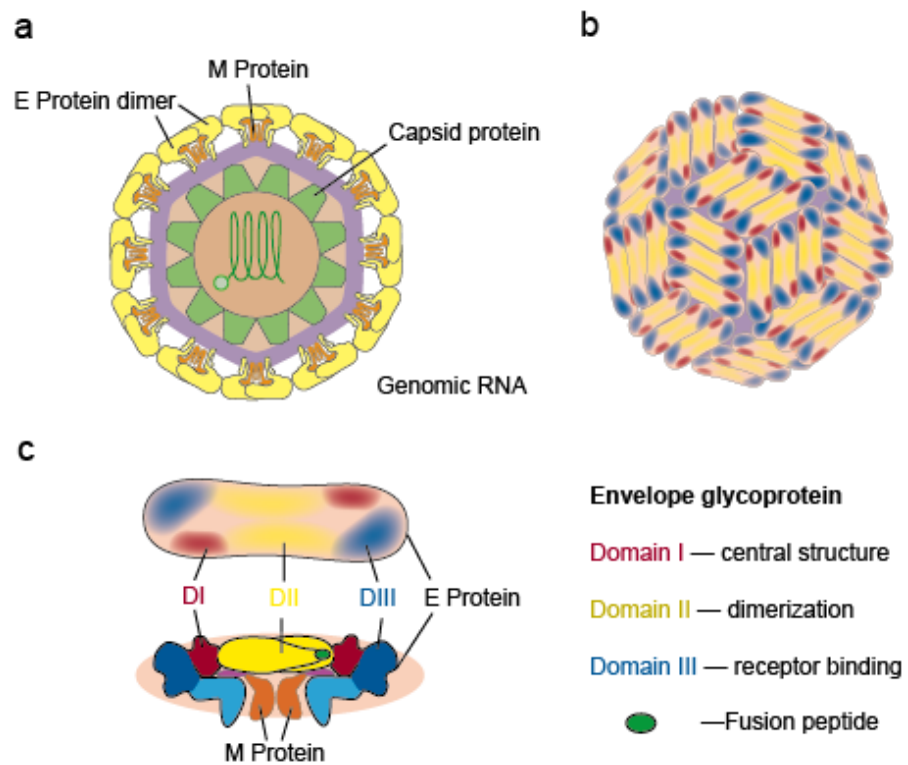 a
b
M Protein
E Protein dimer
Capsid protein
Genomic RNA
c
Envelope glycoprotein
Domain I — central structure
DI DII DIII E Protein
Domain II — dimerization
Domain III — receptor binding
—Fusion peptide
M Protein